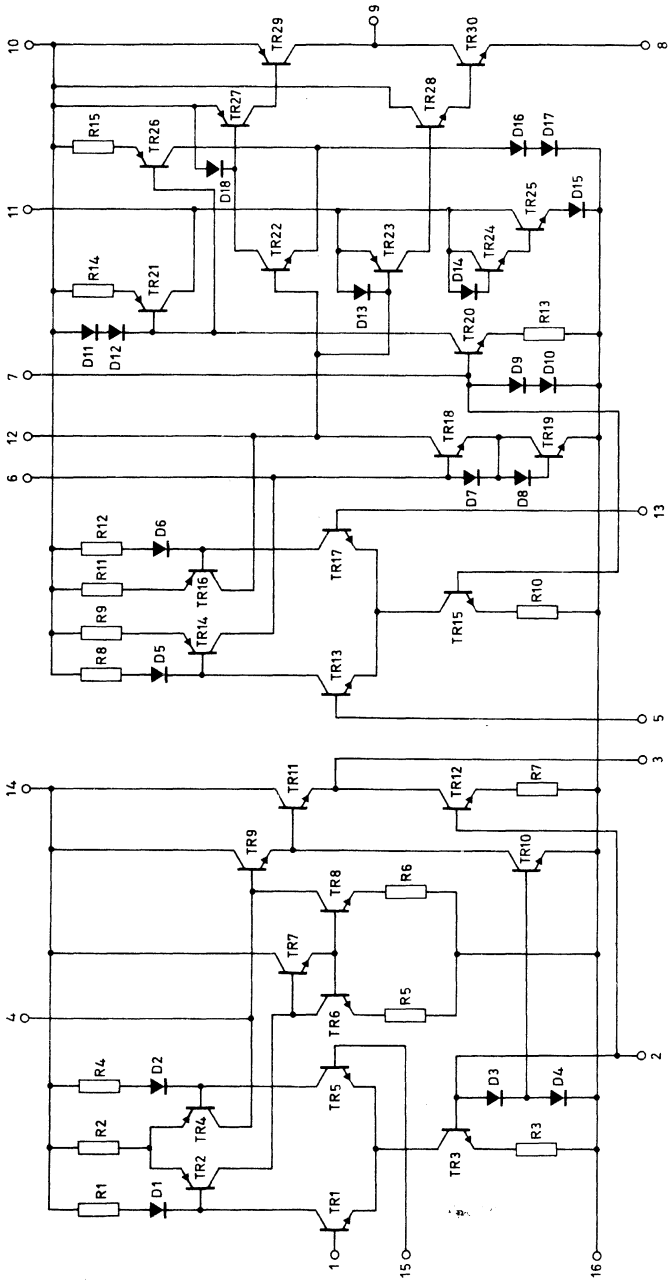 4 14 6 12 7 11 10
R1 R2 R4 R8 R9 R11 R12 D11 R14 R15
D12
D1 D2 D5 D6 TR21 TR26
TR2 TR4 TR14 TR16 D18 TR27
TR9 TR7 TR11 TR22 TR29
1 TR1 TR5 TR6 TR8 TR13 TR17 D13 TR23 9
15 R5 R6 TR28
TR3 TR12 TR15 TR18 TR20 D14 TR24 TR30
D3 D7 D9 TR25
R3 D4 TR10 R7 R10 D8 TR19 D10 R13 D15 D16 D17
16
2 3 5 13 8